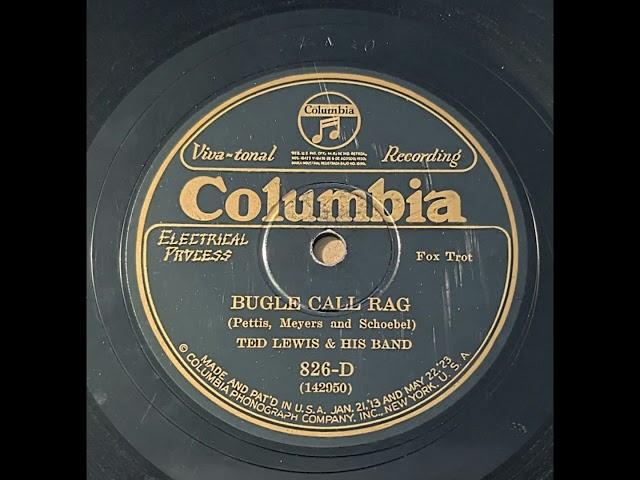 Columbia
Viva-tonal
Recording
Columbia
ELECTRICAL
PROCESS
Fox Trot
BUGLE CALL RAG
(Pettis, Meyers and Schoebel)
TED LEWIS & HIS BAND
826-D
(142950)
MADE AND PAT'D IN U.S.A. JAN. 21, '13 AND MAY 22, '23
© COLUMBIA PHONOGRAPH COMPANY, INC., NEW YORK, U.S.A.